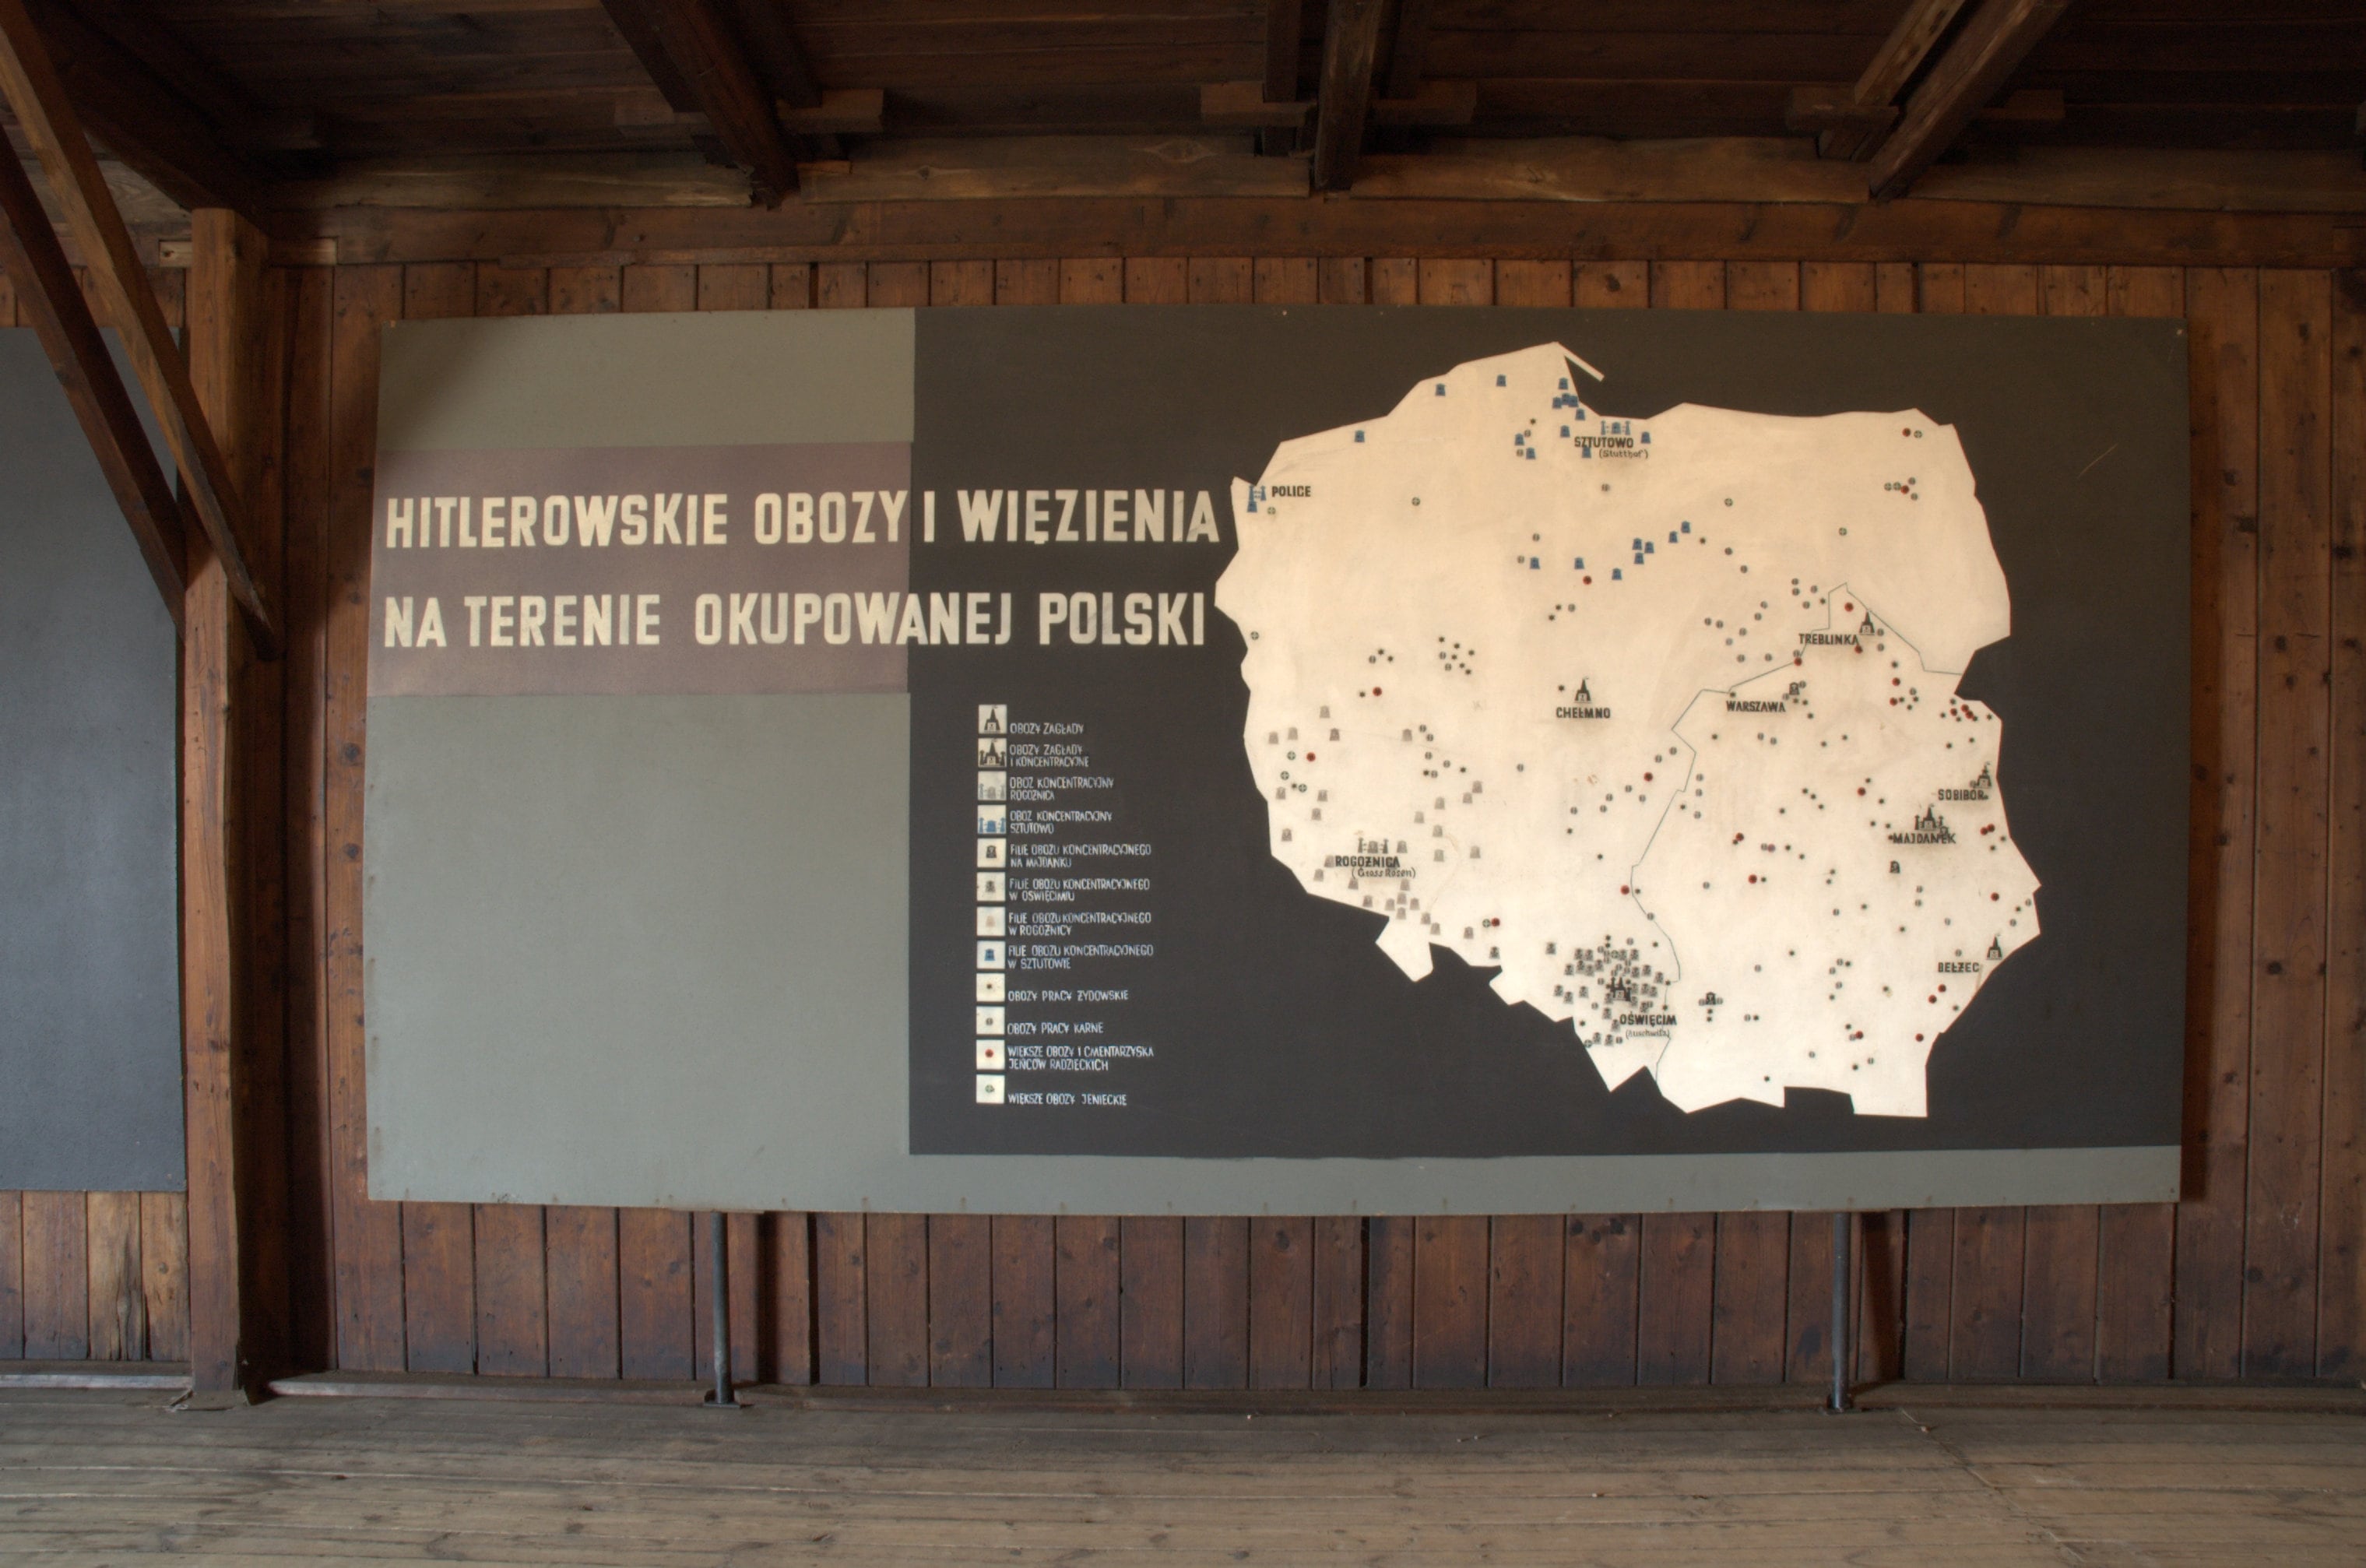 HITLEROWSKIE OBOZY I WIĘZIENIA
NA TERENIE OKUPOWANEJ POLSKI
OBOZY ZAGŁADY
OBOZY ZAGŁADY
I KONCENTRACYJNE
OBÓZ KONCENTRACYJNY
ROGOŹNICA
OBÓZ KONCENTRACYJNY
SZTUTOWO
FILIE OBOZU KONCENTRACYJNEGO
NA MAJDANKU
FILIE OBOZU KONCENTRACYJNEGO
W OŚWIĘCIMIU
FILIE OBOZU KONCENTRACYJNEGO
W ROGOŹNICY
FILIE OBOZU KONCENTRACYJNEGO
W SZTUTOWIE
OBOZY PRACY ŻYDOWSKIE
OBOZY PRACY KARNE
WIĘKSZE OBOZY I CMENTARZYSKA
JEŃCÓW RADZIECKICH
WIĘKSZE OBOZY JENIECKIE
SZTUTOWO
(Stutthof)
POLICE
TREBLINKA
WARSZAWA
CHEŁMNO
SOBIBÓR
MAJDANEK
ROGOŹNICA
(Gross Rosen)
BEŁŻEC
OŚWIĘCIM
(Auschwitz)